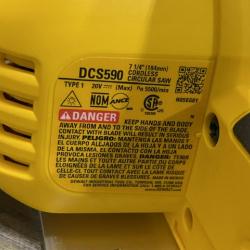 DCS590
7 1/4" (184mm)
CORDLESS
CIRCULAR SAW
TYPE 1 20V (Max) n₀ 5500/min
NOM
ANCE
SA
DANGER
KEEP HANDS AND BODY
AWAY FROM AND TO THE SIDE OF THE BLADE.
CONTACT WITH BLADE WILL RESULT IN SERIOUS
INJURY. PELIGRO: MANTENGA LAS MANOS Y
EL CUERPO ALEJADOS DE LA HOJA Y A UN LADO
DE LA MISMA. EL CONTACTO CON LA HOJA
PROVOCA LESIONES GRAVES. DANGER: TENIR
LES MAINS ET TOUTE AUTRE PARTIE DU CORPS
ÉLOIGNÉES DE LA LAME ET SUR LE CÔTÉ DE
CELLE-CI. TOUT CONTACT AVEC LA LAME RISQUE
DE CAUSER DE GRAVES BLESSURES.